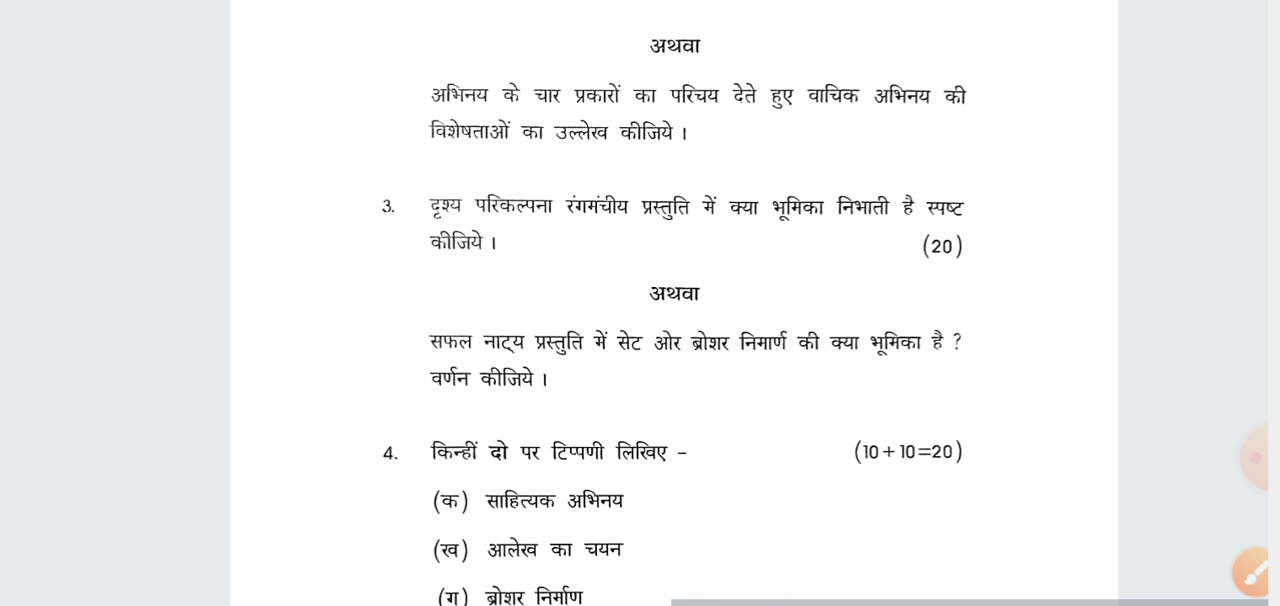 अथवा
अभिनय के चार प्रकारों का परिचय देते हुए वाचिक अभिनय की
विशेषताओं का उल्लेख कीजिये ।
3. दृश्य परिकल्पना रंगमंचीय प्रस्तुति में क्या भूमिका निभाती है स्पष्ट
कीजिये । (20)
अथवा
सफल नाट्य प्रस्तुति में सेट ओर ब्रोशर निमार्ण की क्या भूमिका है ?
वर्णन कीजिये ।
4. किन्हीं दो पर टिप्पणी लिखिए – (10+10=20)
(क) साहित्यक अभिनय
(ख) आलेख का चयन
(ग) ब्रोशर निर्माण